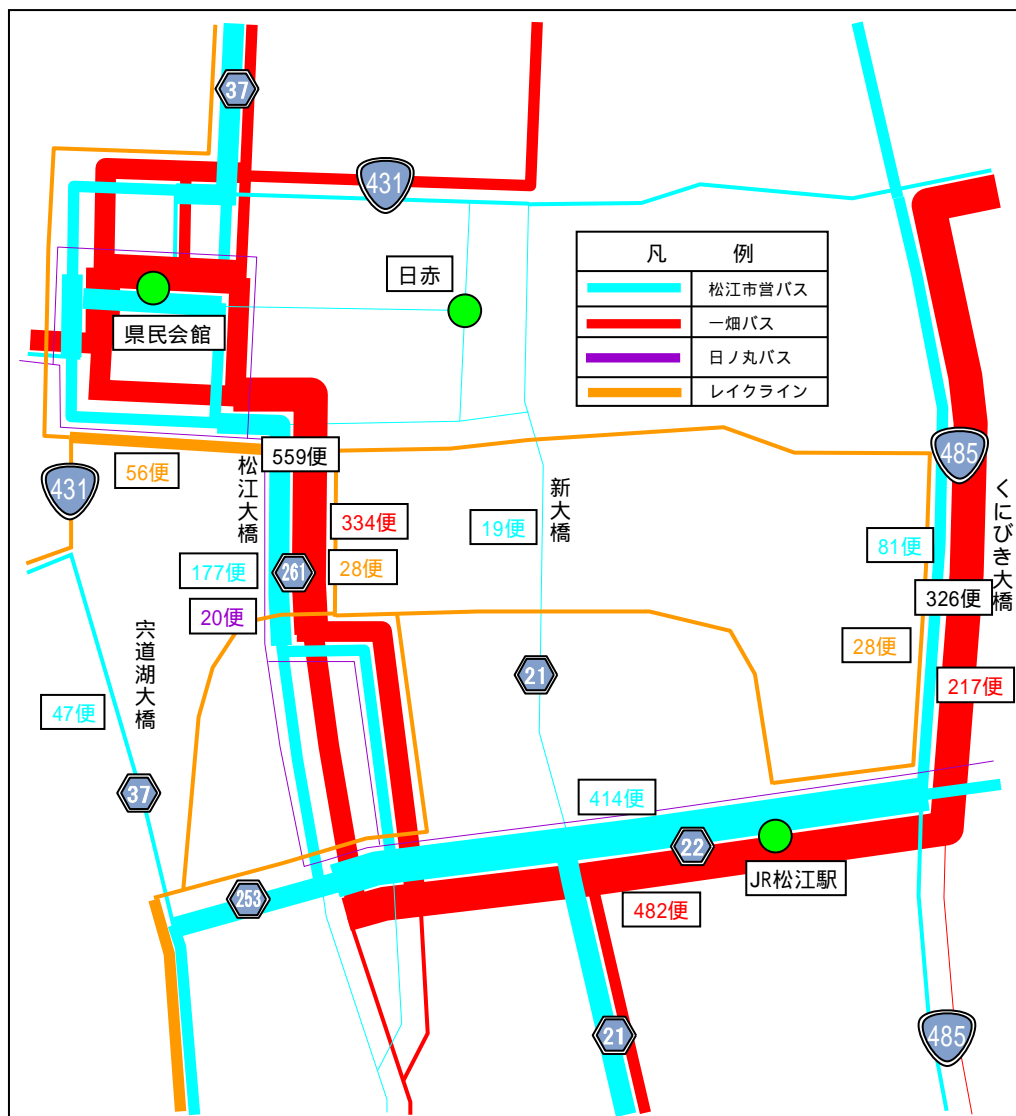 37
431
日赤
県民会館
凡 例
松江市営バス
一畑バス
日ノ丸バス
レイクライン
559便
56便
431
松江大橋
334便
28便
177便
261
20便
19便
新大橋
485
くにびき大橋
81便
326便
28便
217便
宍道湖大橋
47便
21
37
414便
22
JR松江駅
253
482便
21
485